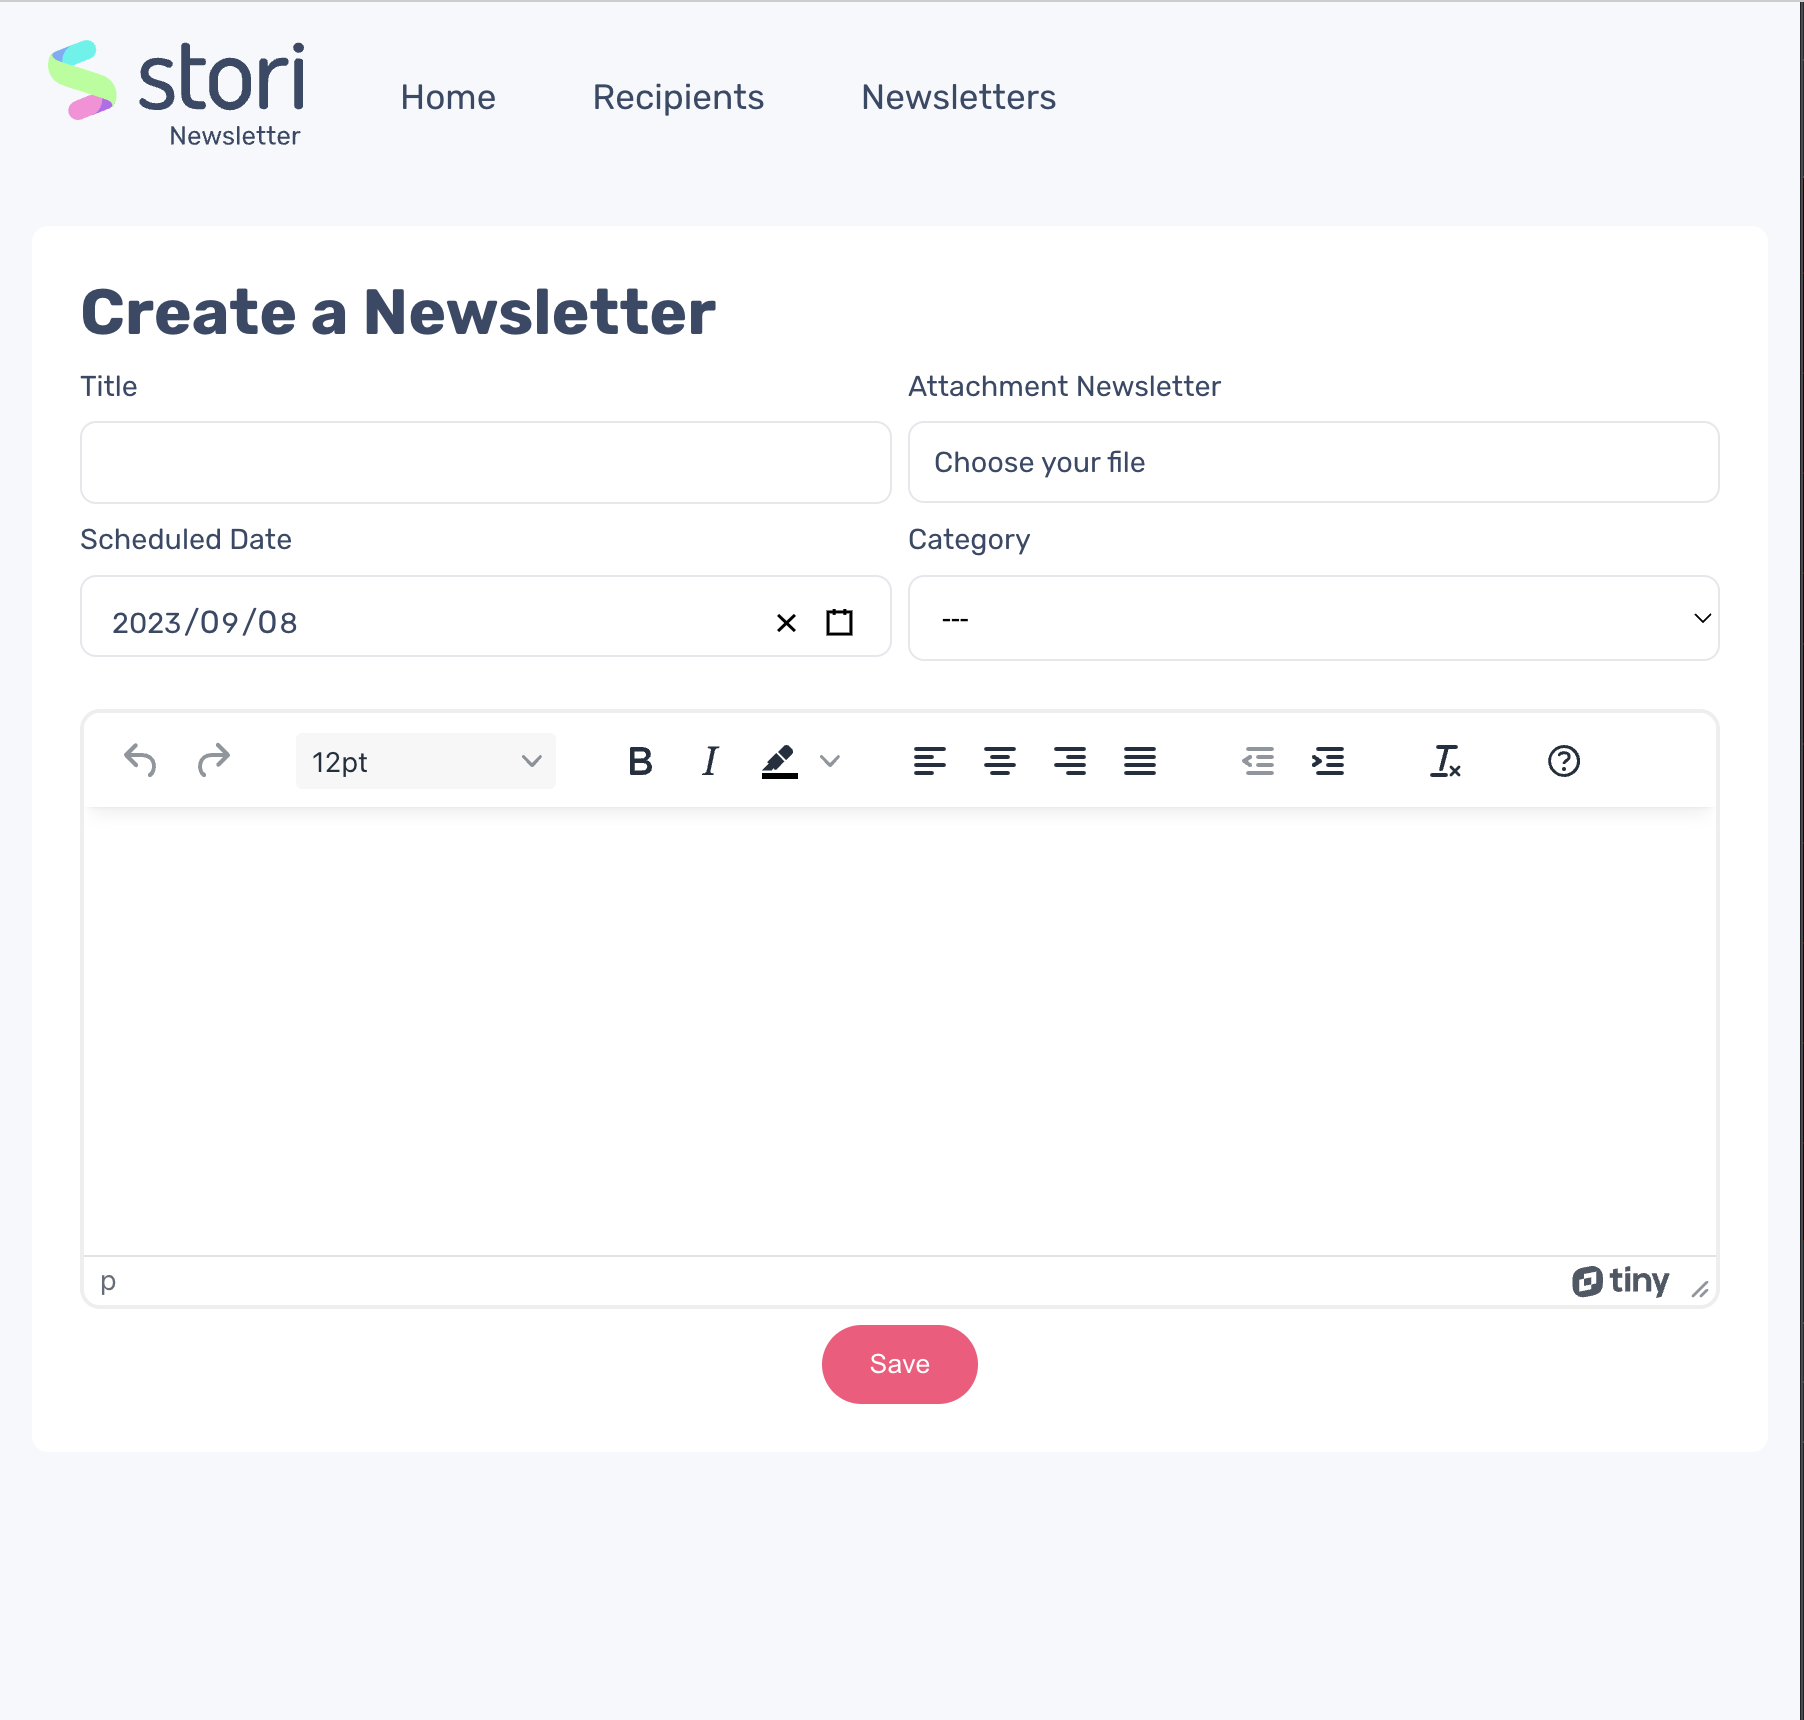 stori
Newsletter
Home
Recipients
Newsletters
Create a Newsletter
Title
Attachment Newsletter
Choose your file
Scheduled Date
Category
2023/09/08
---
12pt
p
tiny
Save